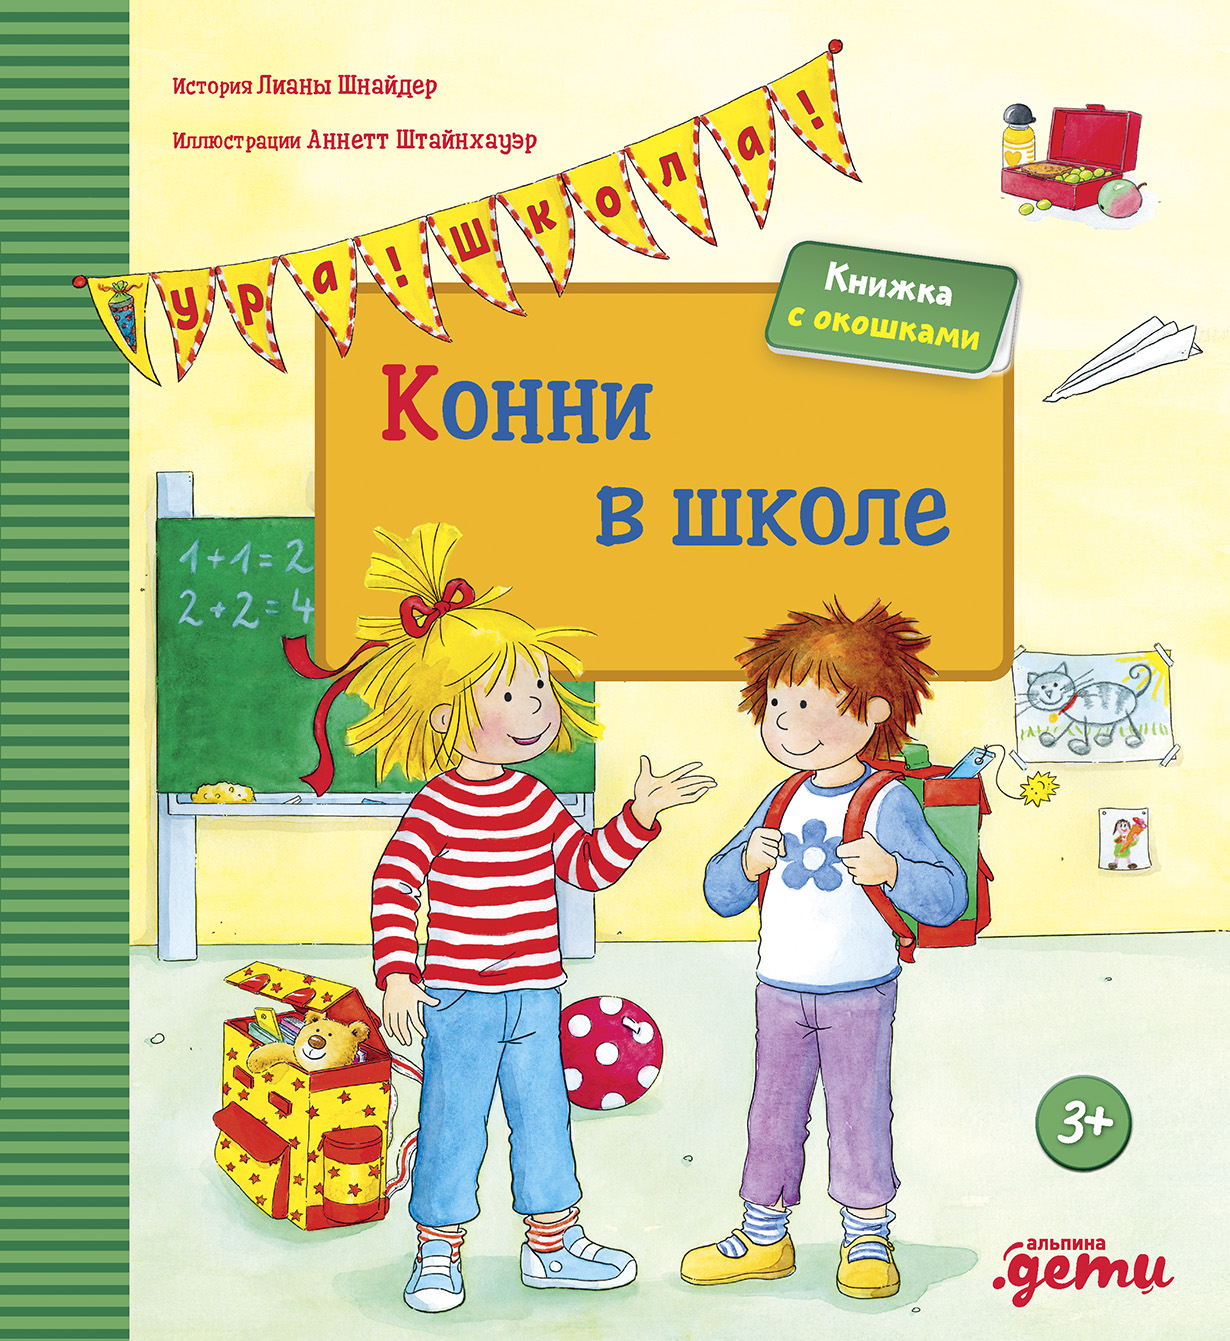 История Лианы Шнайдер
Иллюстрации Аннетт Штайнхауэр
ура!школа!
Книжка
с окошками
Конни
в школе
1+1=2
2+2=4
3+
альпина
.дети